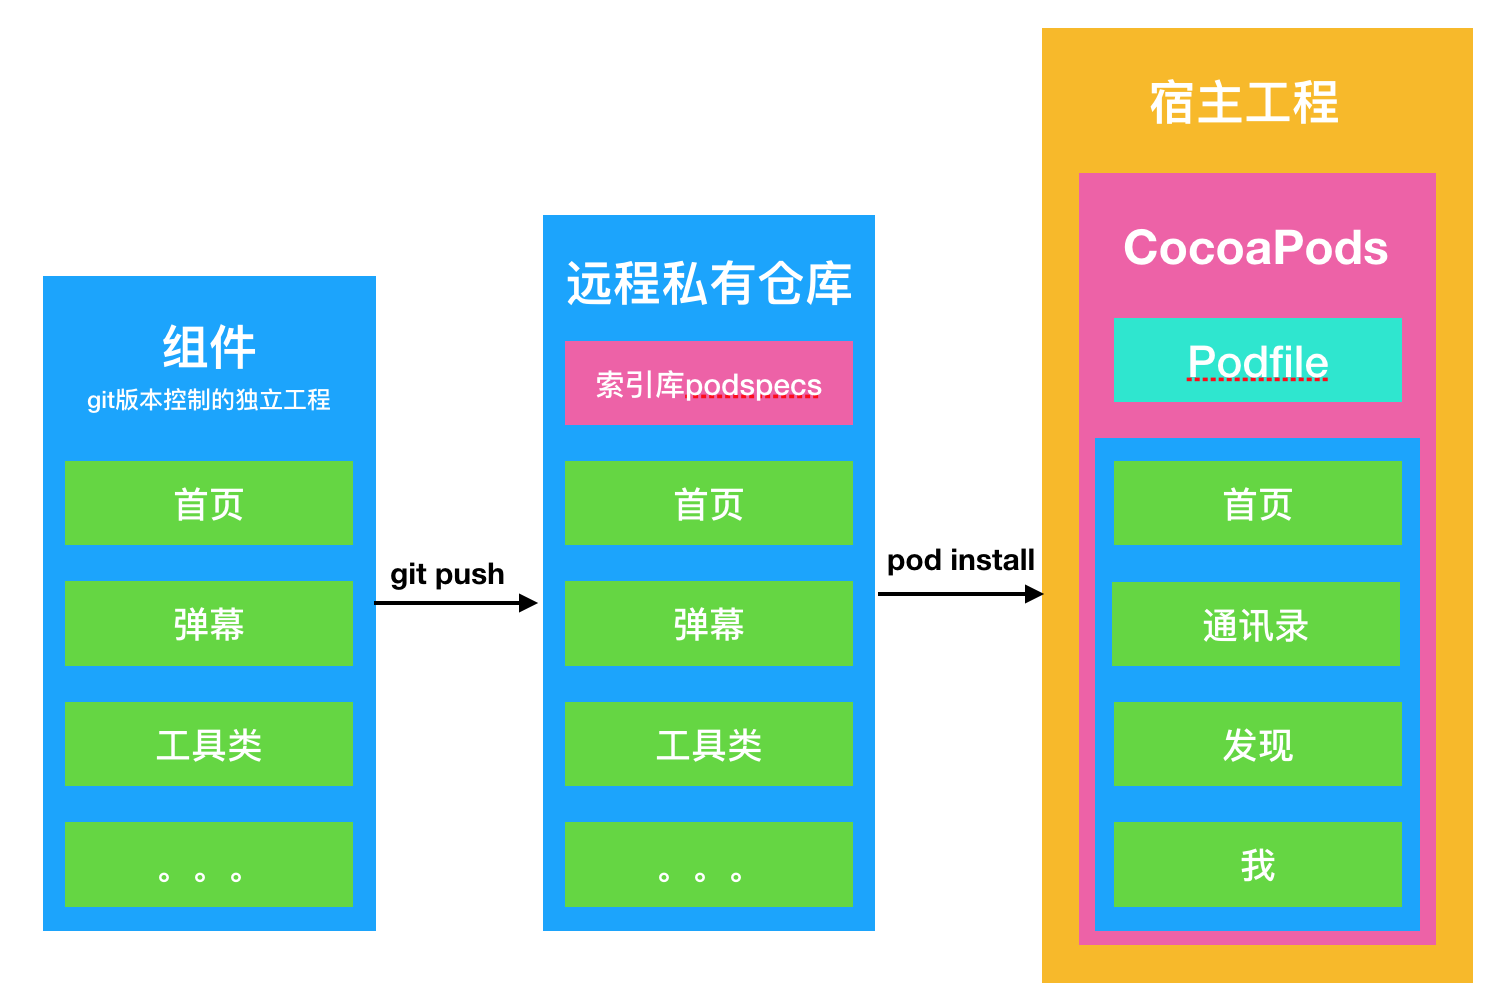 组件
git版本控制的独立工程
首页
弹幕
工具类
。。。
git push
远程私有仓库
索引库podspecs
首页
弹幕
工具类
。。。
pod install
宿主工程
CocoaPods
Podfile
首页
通讯录
发现
我